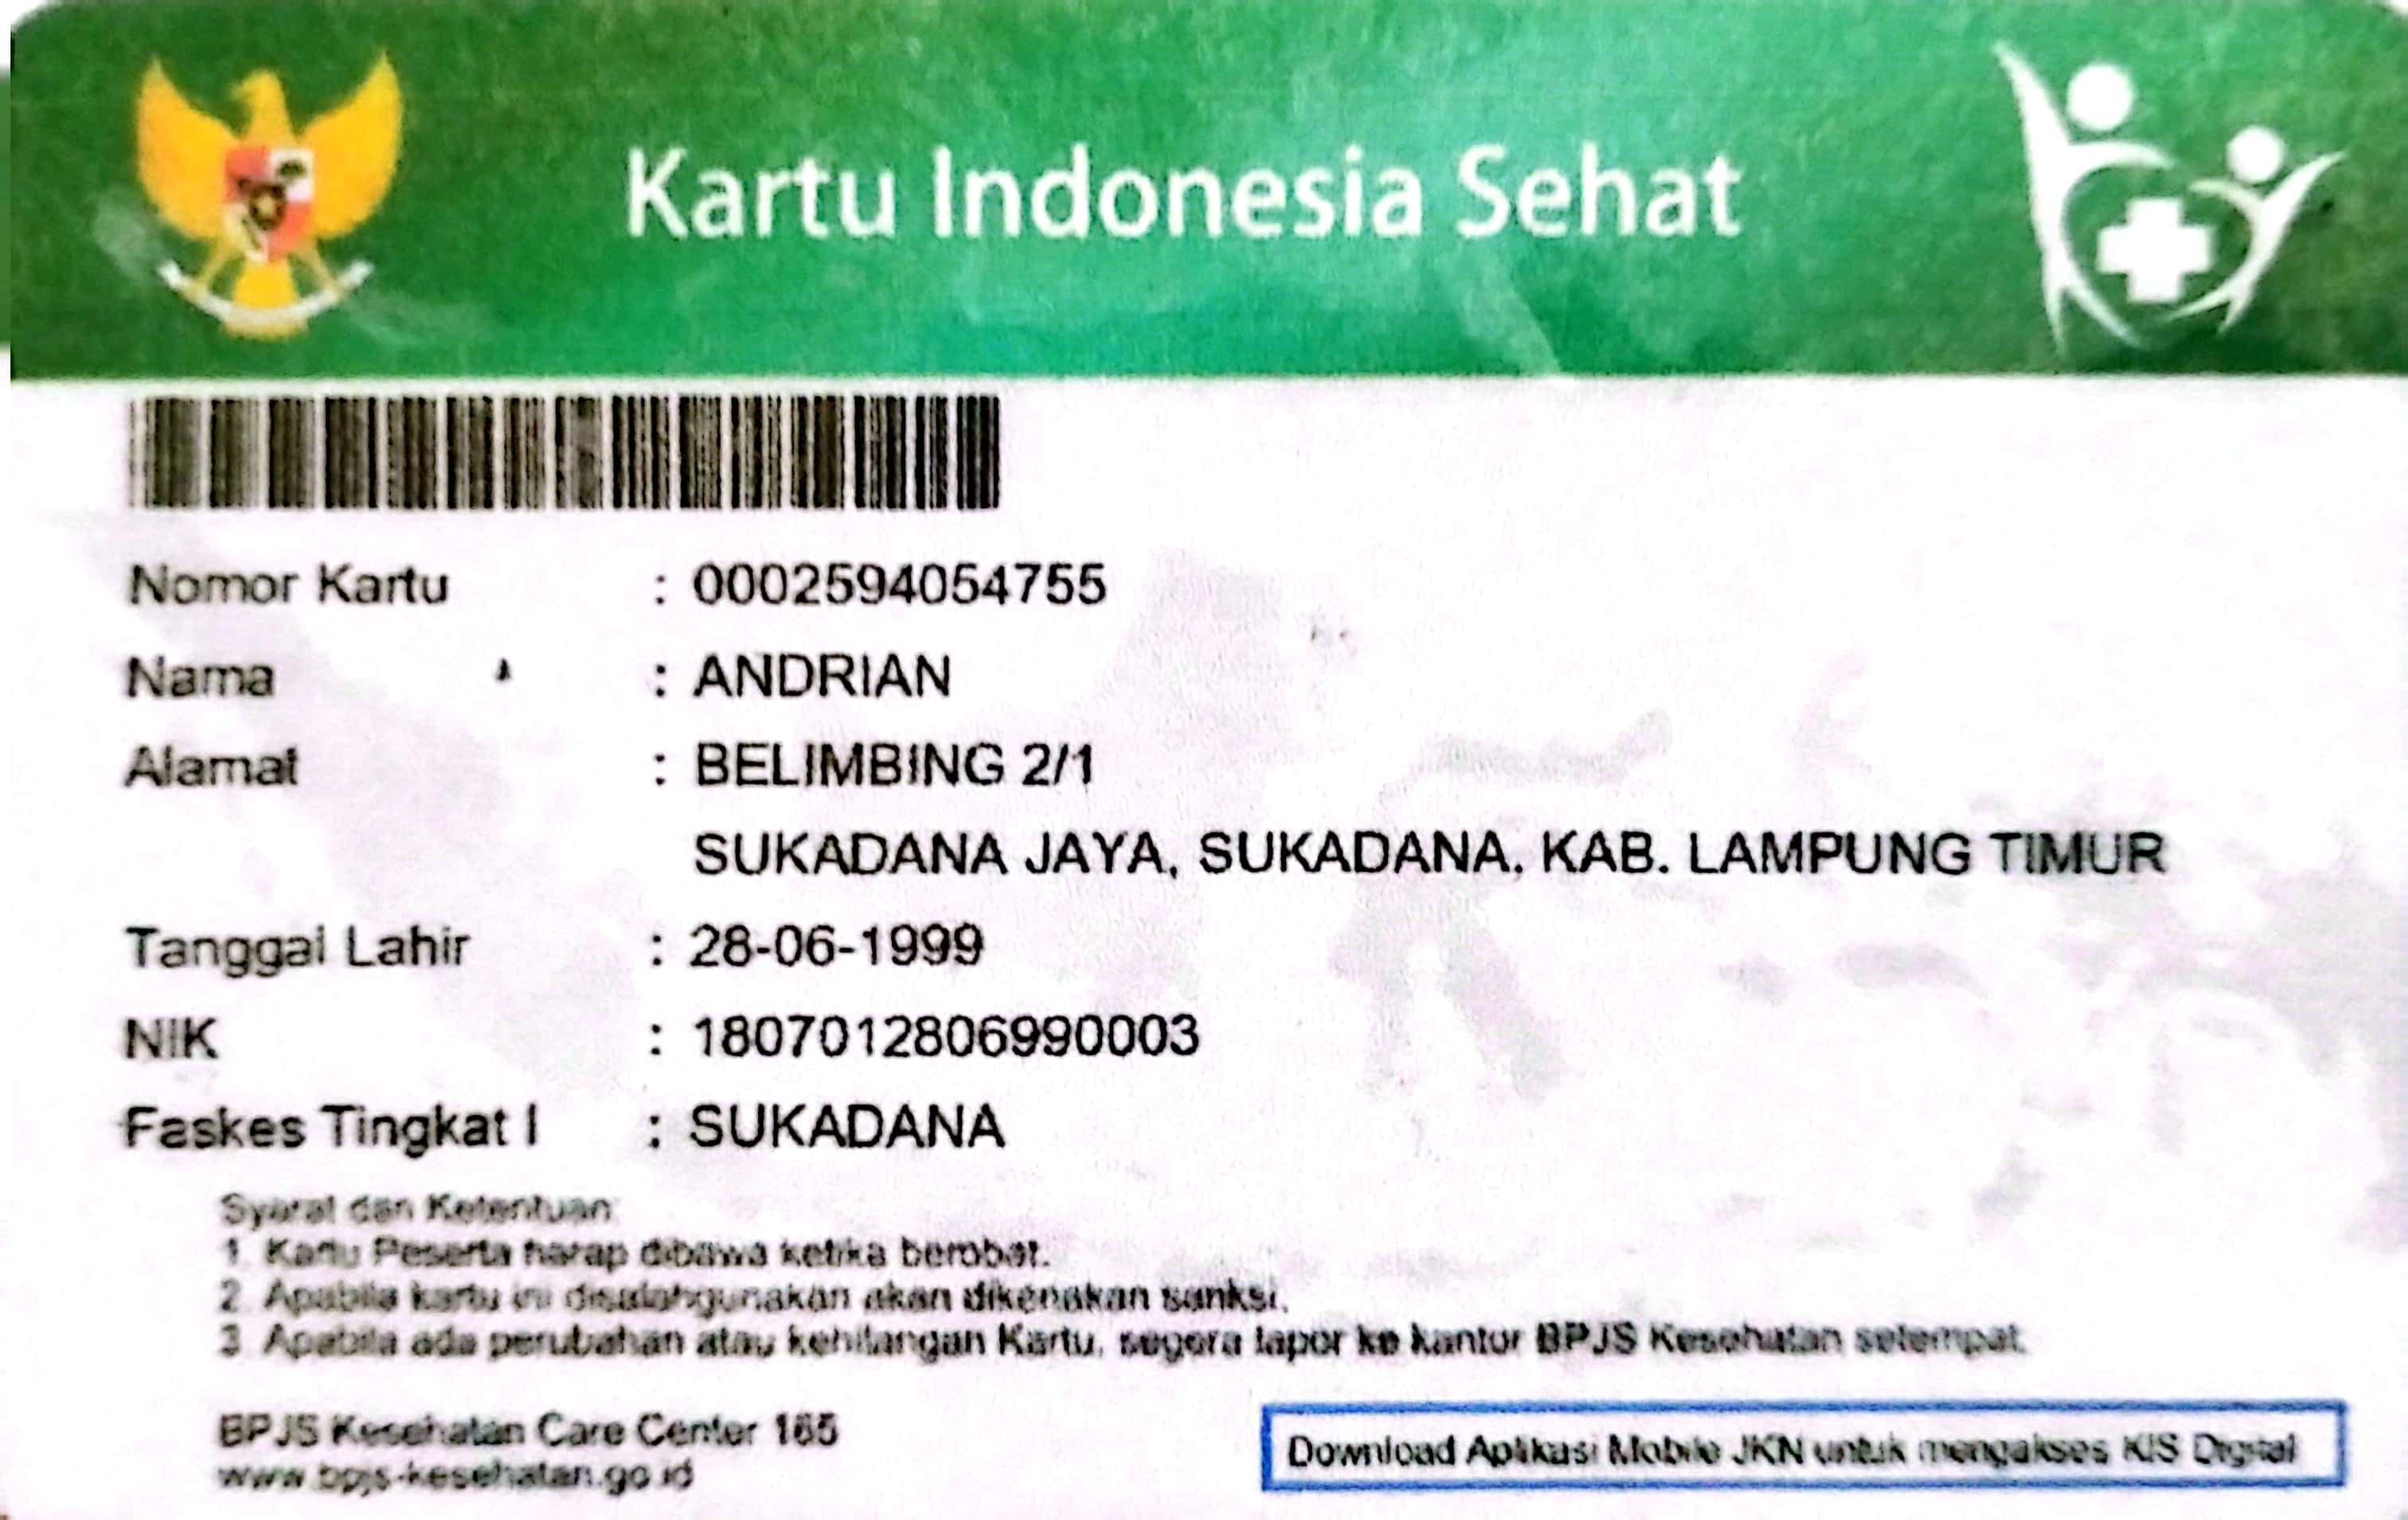 Kartu Indonesia Sehat
Nomor Kartu : 0002594054755
Nama : ANDRIAN
Alamat : BELIMBING 2/1
SUKADANA JAYA, SUKADANA, KAB. LAMPUNG TIMUR
Tanggal Lahir : 28-06-1999
NIK : 1807012806990003
Faskes Tingkat I : SUKADANA
Syarat dan Ketentuan:
1. Kartu Peserta harap dibawa ketika berobat.
2. Apabila kartu ini disalahgunakan akan dikenakan sanksi.
3. Apabila ada perubahan atau kehilangan Kartu, segera lapor ke kantor BPJS Kesehatan setempat.
BPJS Kesehatan Care Center 165
www.bpjs-kesehatan.go.id
Download Aplikasi Mobile JKN untuk mengakses KIS Digital